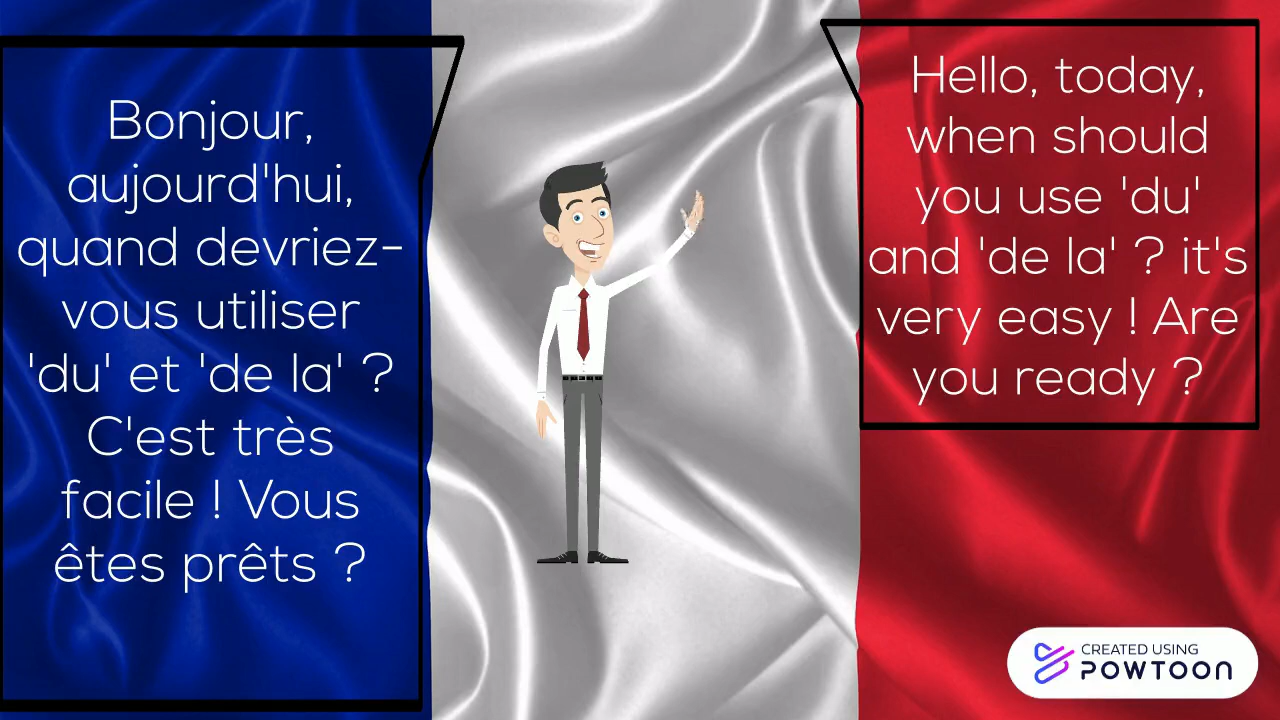 Bonjour,
aujourd'hui,
quand devriez-
vous utiliser
'du' et 'de la' ?
C'est très
facile ! Vous
êtes prêts ?
Hello, today,
when should
you use 'du'
and 'de la' ? it's
very easy ! Are
you ready ?
CREATED USING
POWTOON